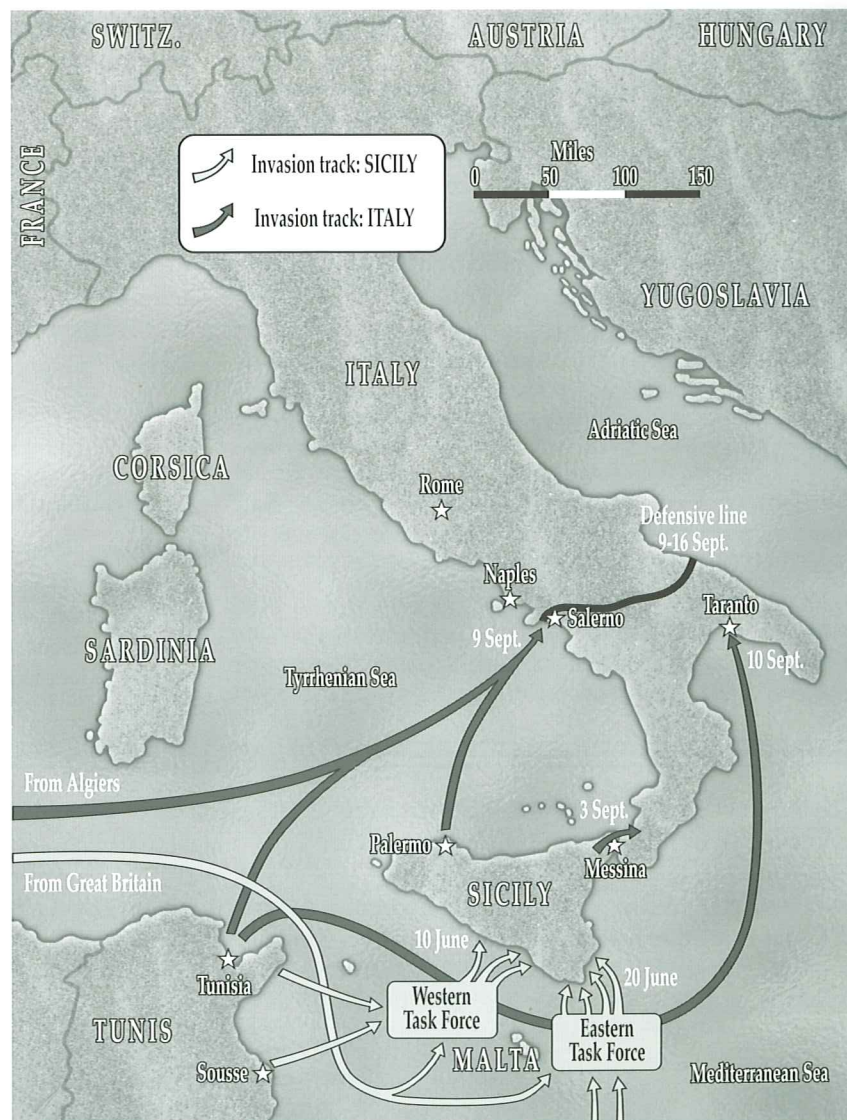 SWITZ.
AUSTRIA
HUNGARY
FRANCE
Invasion track: SICILY
Invasion track: ITALY
Miles
0 50 100 150
YUGOSLAVIA
ITALY
Adriatic Sea
CORSICA
Rome
Defensive line
9-16 Sept.
Naples
Salerno
Taranto
SARDINIA
9 Sept.
10 Sept.
Tyrrhenian Sea
From Algiers
3 Sept.
Palermo
Messina
From Great Britain
SICILY
10 June
20 June
Tunisia
Western
Task Force
TUNIS
Eastern
Task Force
MALTA
Sousse
Mediterranean Sea